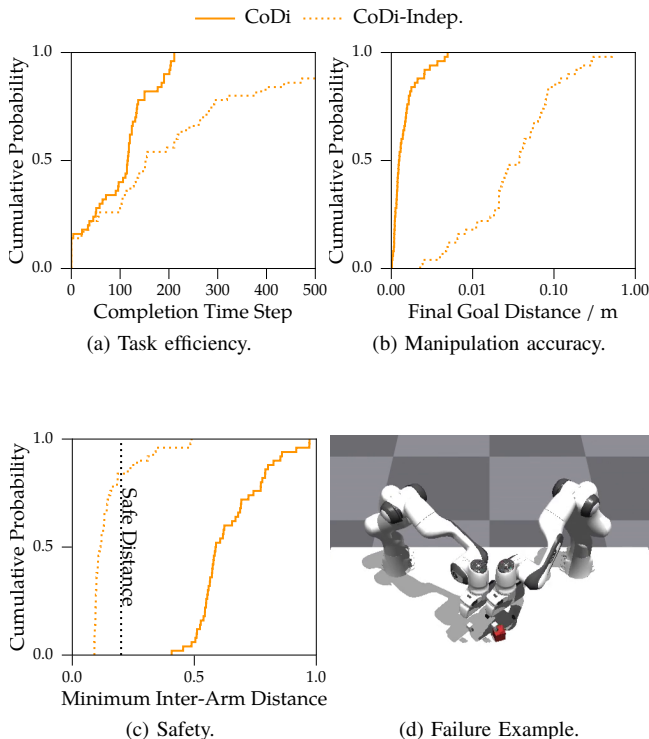 CoDi CoDi-Indep.
Cumulative Probability
1.0
0.5
0.0
0 100 200 300 400 500
Completion Time Step
(a) Task efficiency.
Cumulative Probability
1.0
0.5
0.0
0.00 0.01 0.10 1.00
Final Goal Distance / m
(b) Manipulation accuracy.
Cumulative Probability
1.0
0.5
0.0
Safe Distance
0 0.5 1.0
Minimum Inter-Arm Distance
(c) Safety.
(d) Failure Example.